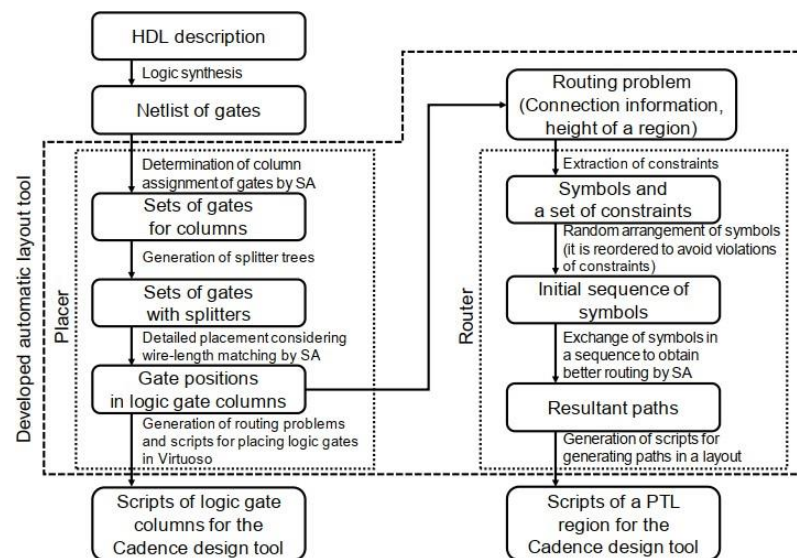 HDL description
Logic synthesis
Netlist of gates
Developed automatic layout tool
Placer
Determination of column
assignment of gates by SA
Sets of gates
for columns
Generation of splitter trees
Sets of gates
with splitters
Detailed placement considering
wire-length matching by SA
Gate positions
in logic gate columns
Generation of routing problems
and scripts for placing logic gates
in Virtuoso
Scripts of logic gate
columns for the
Cadence design tool
Routing problem
(Connection information,
height of a region)
Router
Extraction of constraints
Symbols and
a set of constraints
Random arrangement of symbols
(it is reordered to avoid violations
of constraints)
Initial sequence of
symbols
Exchange of symbols in
a sequence to obtain
better routing by SA
Resultant paths
Generation of scripts for
generating paths in a layout
Scripts of a PTL
region for the
Cadence design tool